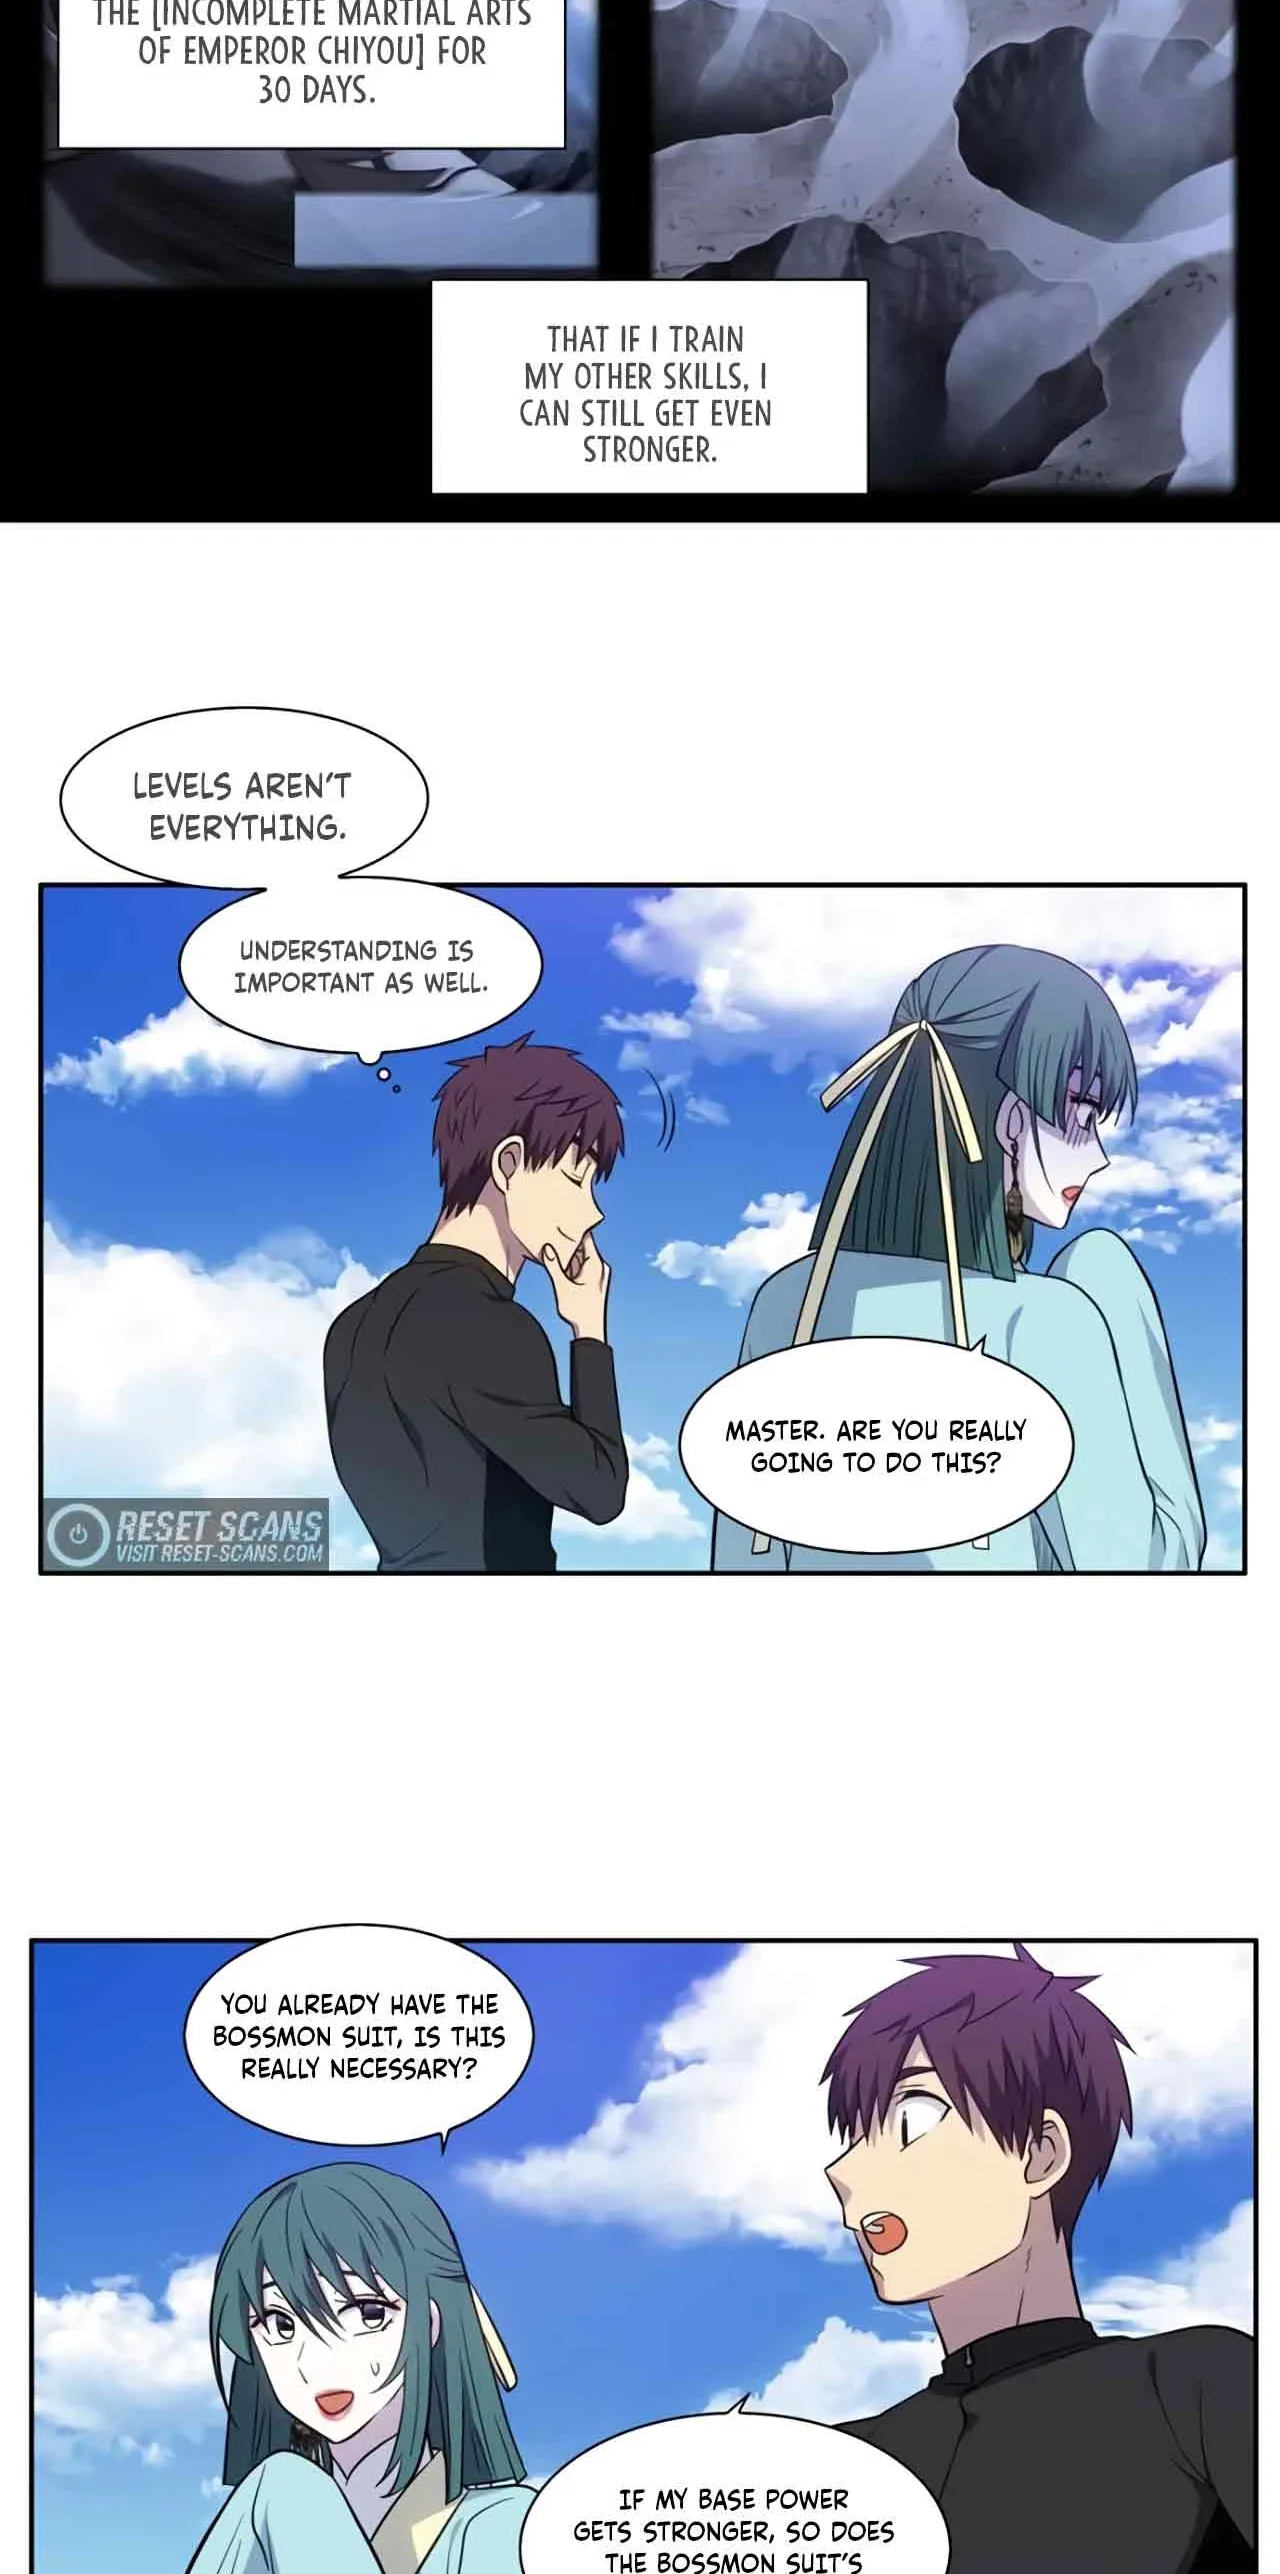 THE [INCOMPLETE MARTIAL ARTS
OF EMPEROR CHIYOU] FOR
30 DAYS.
THAT IF I TRAIN
MY OTHER SKILLS, I
CAN STILL GET EVEN
STRONGER.
LEVELS AREN'T
EVERYTHING.
UNDERSTANDING IS
IMPORTANT AS WELL.
MASTER. ARE YOU REALLY
GOING TO DO THIS?
RESET SCANS
VISIT RESET-SCANS.COM
YOU ALREADY HAVE THE
BOSSMON SUIT, IS THIS
REALLY NECESSARY?
IF MY BASE POWER
GETS STRONGER, SO DOES
THE BOSSMON SUIT'S